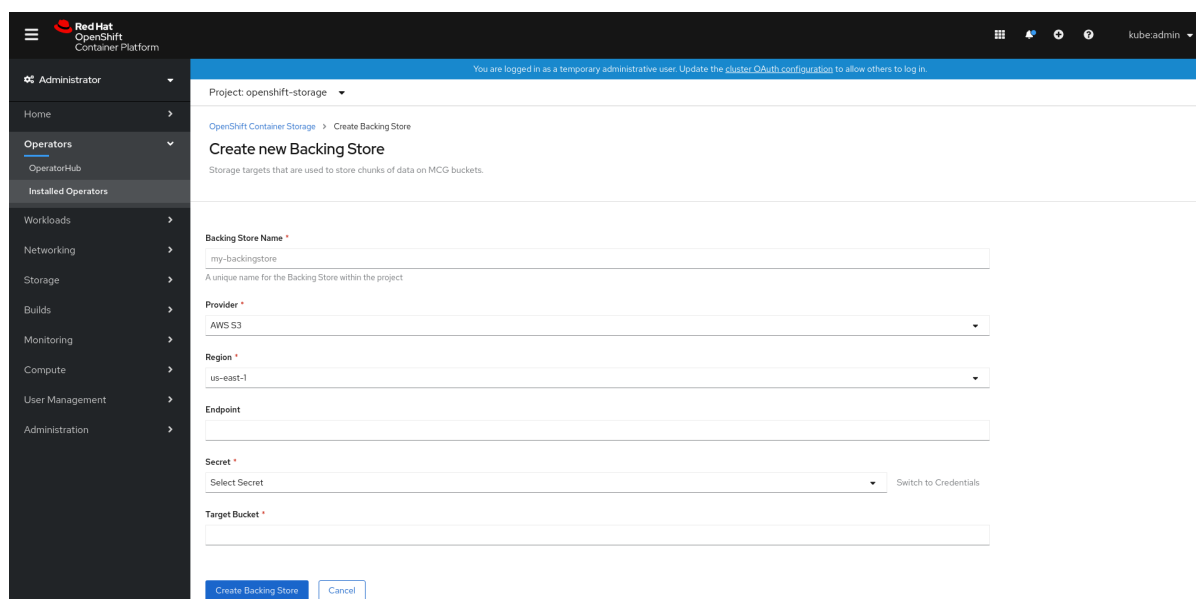 Red Hat
OpenShift
Container Platform
kube:admin
Administrator
You are logged in as a temporary administrative user. Update the cluster OAuth configuration to allow others to log in.
Project: openshift-storage
Home
Operators
OperatorHub
Installed Operators
Workloads
Networking
Storage
Builds
Monitoring
Compute
User Management
Administration
OpenShift Container Storage > Create Backing Store
Create new Backing Store
Storage targets that are used to store chunks of data on MCG buckets.
Backing Store Name *
my-backingstore
A unique name for the Backing Store within the project
Provider *
AWS S3
Region *
us-east-1
Endpoint
Secret *
Select Secret
Switch to Credentials
Target Bucket *
Create Backing Store
Cancel